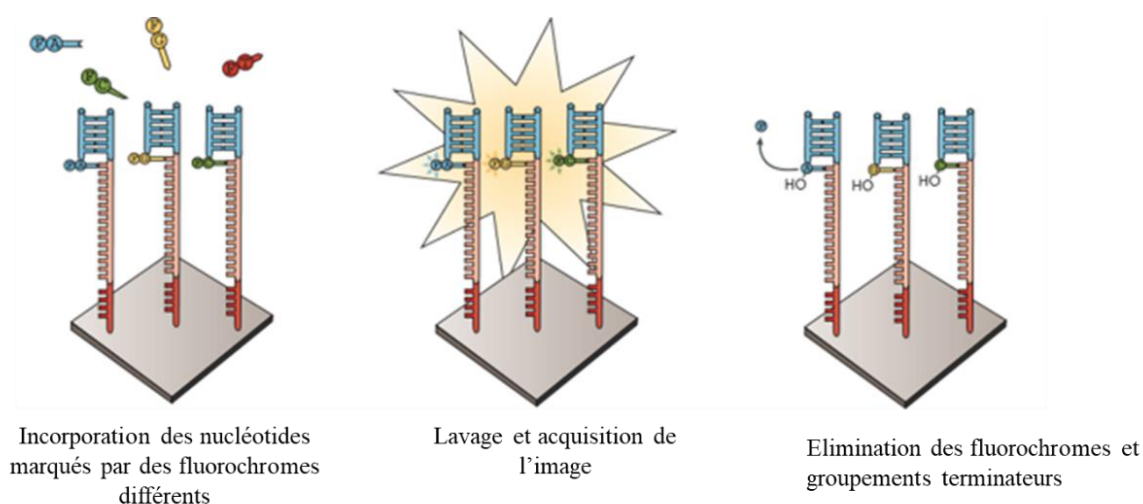 F A
F G
F C
F
F
F
F
F
F
F
F
A
HO
HO
HO
Incorporation des nucléotides
marqués par des fluorochromes
différents
Lavage et acquisition de
l’image
Elimination des fluorochromes et
groupements terminateurs